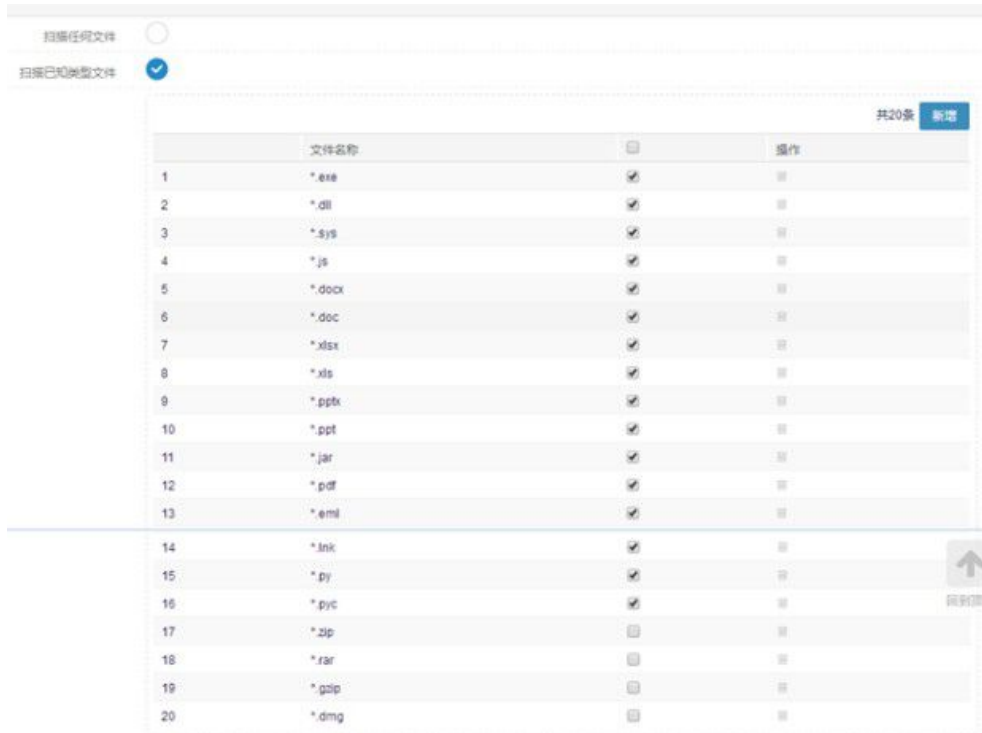 扫描任何文件
扫描已知类型文件
共20条 新增
文件名称 操作
1 *.exe
2 *.dll
3 *.sys
4 *.js
5 *.docx
6 *.doc
7 *.xlsx
8 *.xls
9 *.pptx
10 *.ppt
11 *.jar
12 *.pdf
13 *.eml
14 *.lnk
15 *.py
16 *.pyc
17 *.zip
18 *.rar
19 *.gzip
20 *.dmg
回到顶